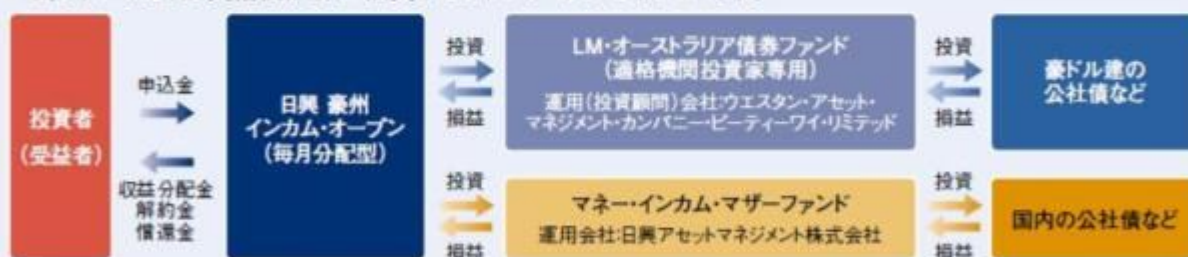 投資者
(受益者)
申込金
収益分配金
解約金
償還金
日興 豪州
インカム・オープン
(毎月分配型)
投資
損益
LM・オーストラリア債券ファンド
(適格機関投資家専用)
運用(投資顧問)会社:ウエスタン・アセット・
マネジメント・カンパニー・ピーティーワイ・リミテッド
投資
損益
豪ドル建の
公社債など
投資
損益
マネー・インカム・マザーファンド
運用会社:日興アセットマネジメント株式会社
投資
損益
国内の公社債など